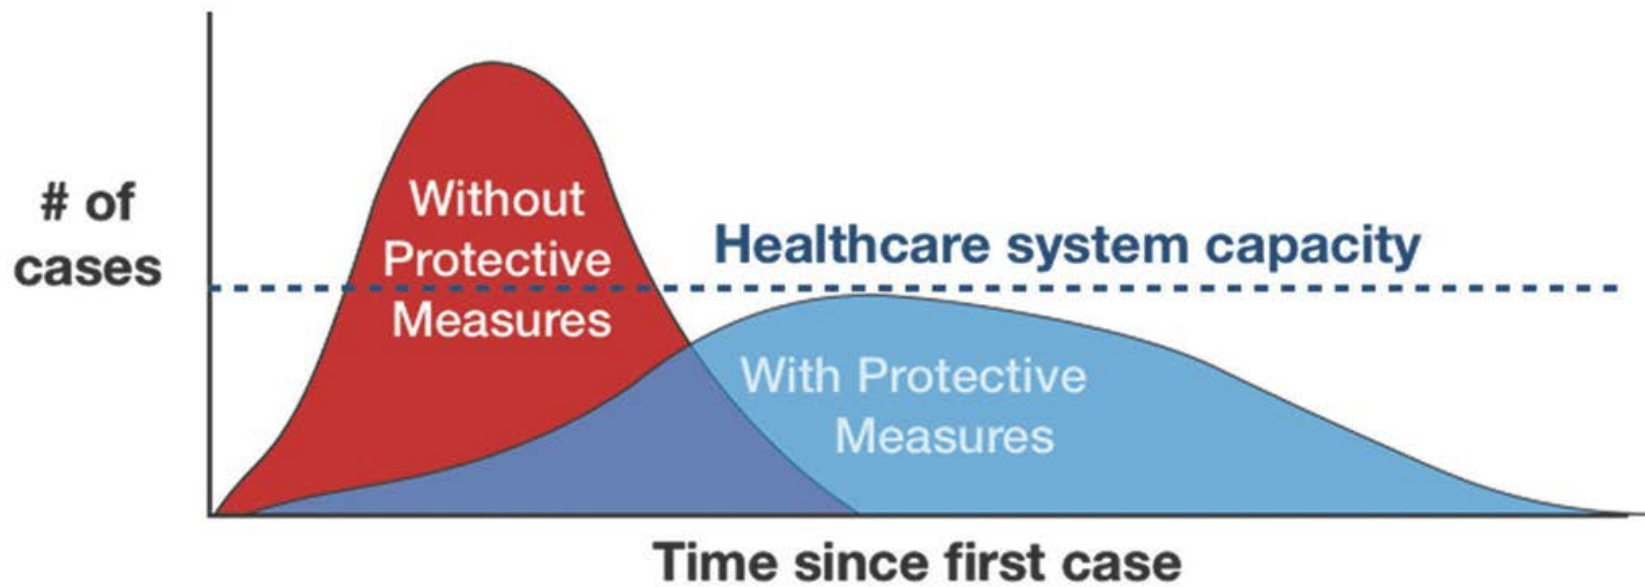 # of
cases
Without
Protective
Measures
Healthcare system capacity
With Protective
Measures
Time since first case